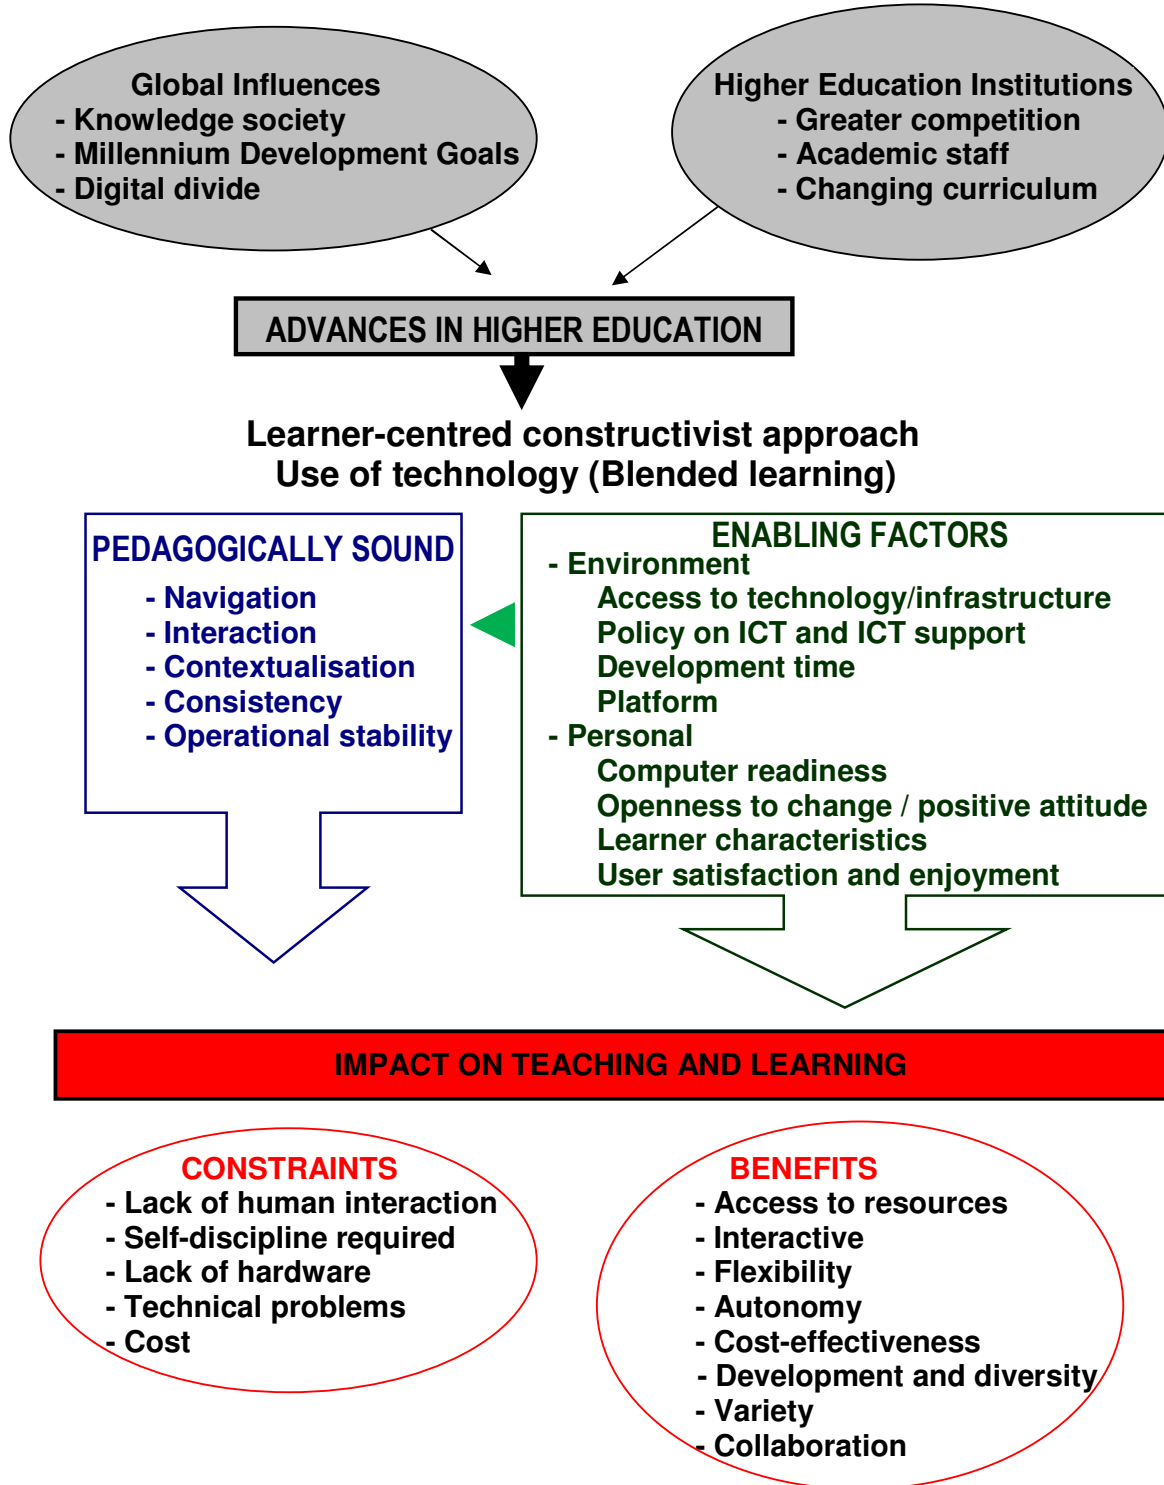 Global Influences
- Knowledge society
- Millennium Development Goals
- Digital divide
Higher Education Institutions
- Greater competition
- Academic staff
- Changing curriculum
ADVANCES IN HIGHER EDUCATION
Learner-centred constructivist approach
Use of technology (Blended learning)
PEDAGOGICALLY SOUND
- Navigation
- Interaction
- Contextualisation
- Consistency
- Operational stability
ENABLING FACTORS
- Environment
Access to technology/infrastructure
Policy on ICT and ICT support
Development time
Platform
- Personal
Computer readiness
Openness to change / positive attitude
Learner characteristics
User satisfaction and enjoyment
IMPACT ON TEACHING AND LEARNING
CONSTRAINTS
- Lack of human interaction
- Self-discipline required
- Lack of hardware
- Technical problems
- Cost
BENEFITS
- Access to resources
- Interactive
- Flexibility
- Autonomy
- Cost-effectiveness
- Development and diversity
- Variety
- Collaboration